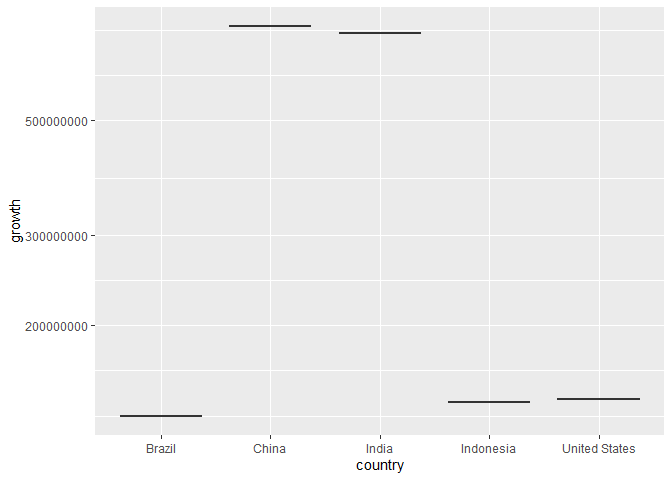 growth
500000000
300000000
200000000
Brazil
China
India
Indonesia
United States
country